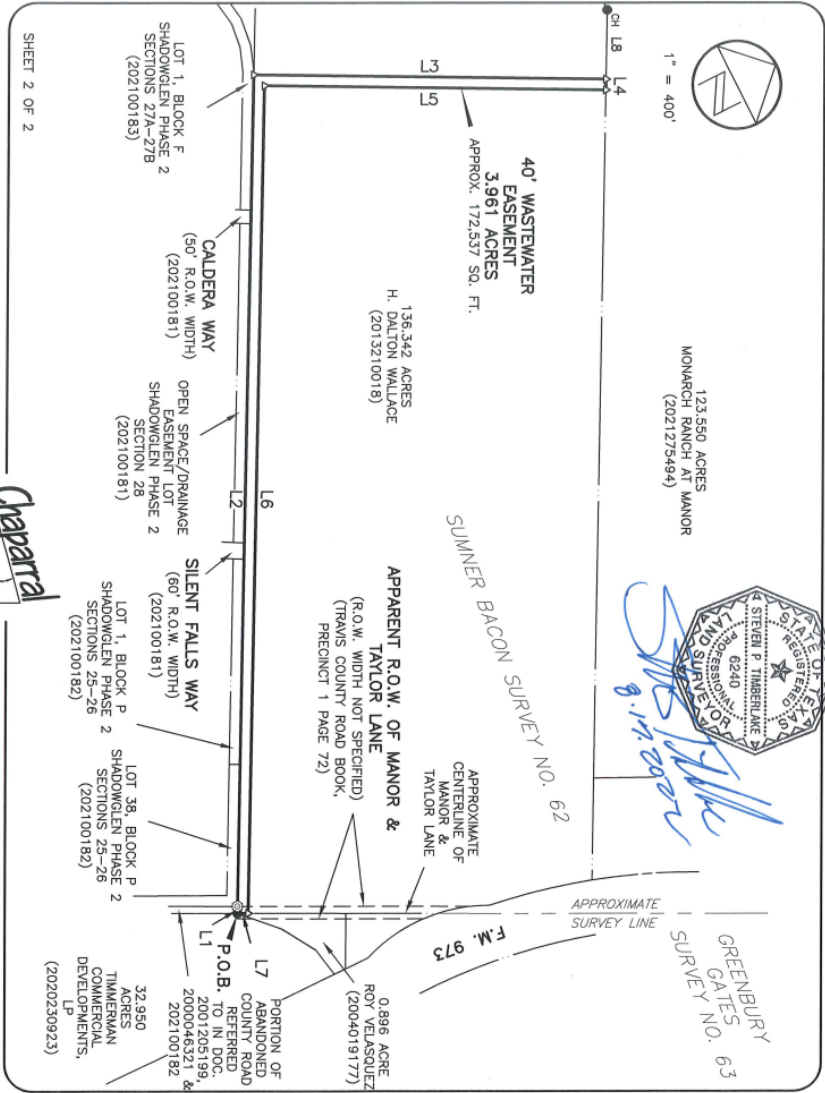 CH L8
L4
L3
L5
1" = 400'
123.550 ACRES
MONARCH RANCH AT MANOR
(2021275494)
STATE OF TEXAS
REGISTERED
STEVEN P TIMBERLAKE
6240
PROFESSIONAL
LAND SURVEYOR
8.17.2022
GREENBURY
GATES
SURVEY NO. 63
APPROXIMATE
SURVEY LINE
F.M. 973
40' WASTEWATER
EASEMENT
3.961 ACRES
APPROX. 172,537 SQ. FT.
136.342 ACRES
H. DALTON WALLACE
(2013210018)
SUMNER BACON SURVEY NO. 62
APPROXIMATE
CENTERLINE OF
MANOR &
TAYLOR LANE
APPARENT R.O.W. OF MANOR &
TAYLOR LANE
(R.O.W. WIDTH NOT SPECIFIED)
(TRAVIS COUNTY ROAD BOOK,
PRECINCT 1 PAGE 72)
0.896 ACRE
ROY VELASQUEZ
(2004019177)
L6
L2
L7
L1
P.O.B.
PORTION OF
ABANDONED
COUNTY ROAD
REFERRED
TO IN DOC.
2001205199,
2000046321 &
202100182
LOT 1, BLOCK F
SHADOWGLEN PHASE 2
SECTIONS 27A-27B
(202100183)
CALDERA WAY
(50' R.O.W. WIDTH)
(202100181)
OPEN SPACE/DRAINAGE
EASEMENT LOT
SHADOWGLEN PHASE 2
SECTION 28
(202100181)
SILENT FALLS WAY
(60' R.O.W. WIDTH)
(202100181)
LOT 1, BLOCK P
SHADOWGLEN PHASE 2
SECTIONS 25-26
(202100182)
LOT 38, BLOCK P
SHADOWGLEN PHASE 2
SECTIONS 25-26
(202100182)
32.950
ACRES
TIMMERMAN
COMMERCIAL
DEVELOPMENTS,
LP
(2020230923)
SHEET 2 OF 2
Chaparral